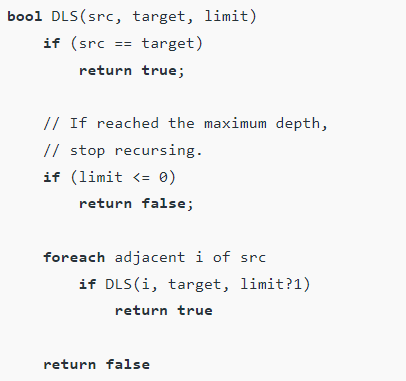 bool DLS(src, target, limit)
if (src == target)
return true;
// If reached the maximum depth,
// stop recursing.
if (limit <= 0)
return false;
foreach adjacent i of src
if DLS(i, target, limit?1)
return true
return false